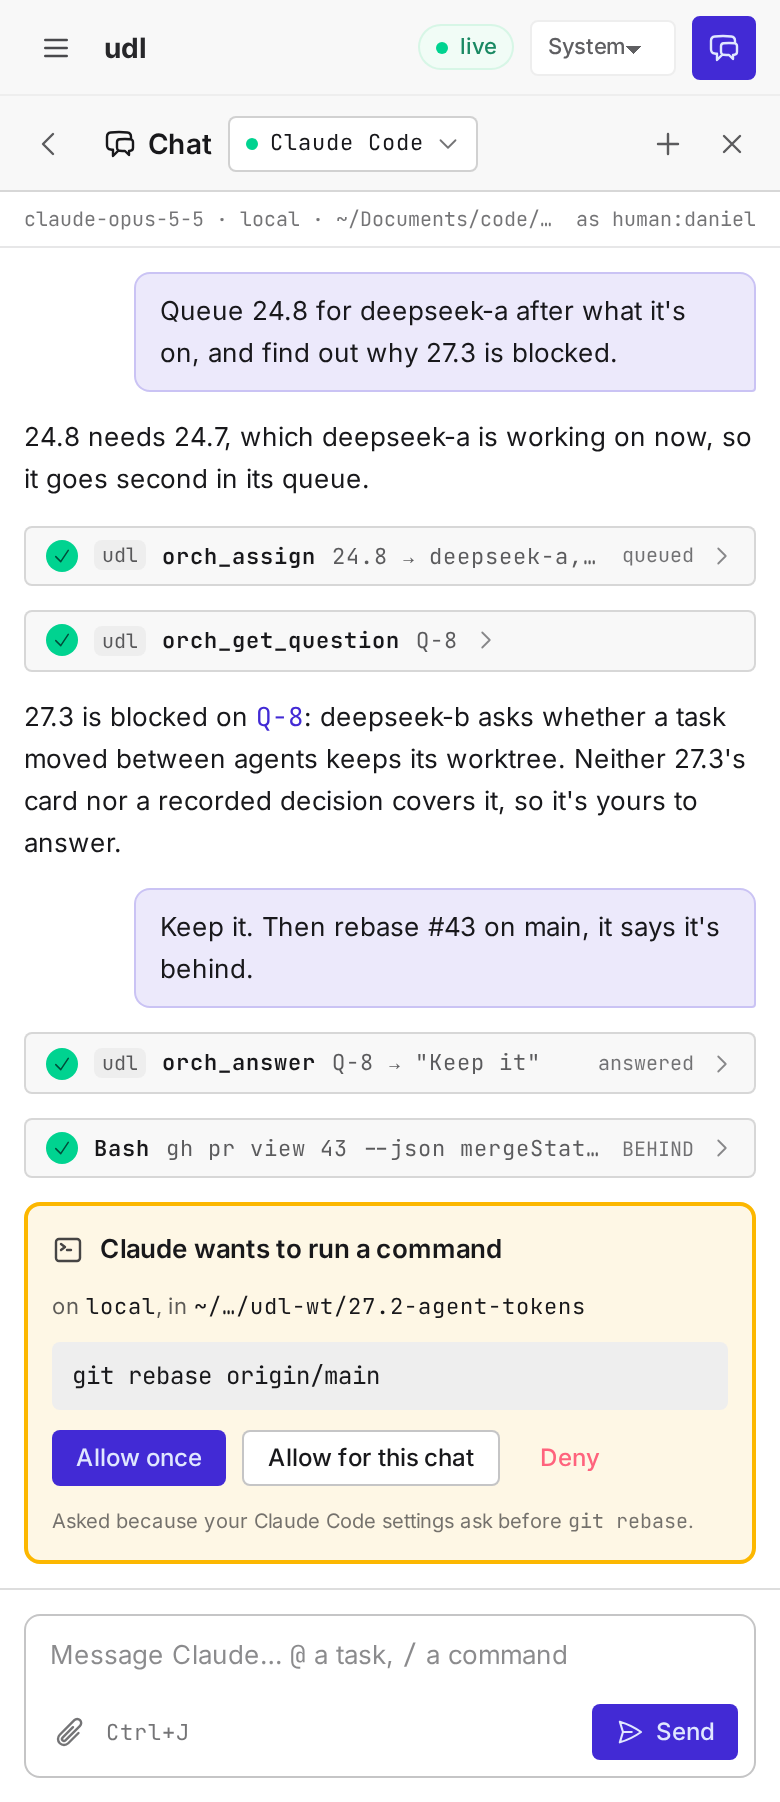 udl
live
System
Chat
Claude Code
claude-opus-5-5 · local · ~/Documents/code/… as human:daniel
Queue 24.8 for deepseek-a after what it's
on, and find out why 27.3 is blocked.
24.8 needs 24.7, which deepseek-a is working on now, so
it goes second in its queue.
udl orch_assign 24.8 → deepseek-a,… queued
udl orch_get_question Q-8
27.3 is blocked on Q-8: deepseek-b asks whether a task
moved between agents keeps its worktree. Neither 27.3's
card nor a recorded decision covers it, so it's yours to
answer.
Keep it. Then rebase #43 on main, it says it's
behind.
udl orch_answer Q-8 → "Keep it" answered
Bash gh pr view 43 --json mergeStat… BEHIND
Claude wants to run a command
on local, in ~/…/udl-wt/27.2-agent-tokens
git rebase origin/main
Allow once
Allow for this chat
Deny
Asked because your Claude Code settings ask before git rebase.
Message Claude… @ a task, / a command
Ctrl+J
Send